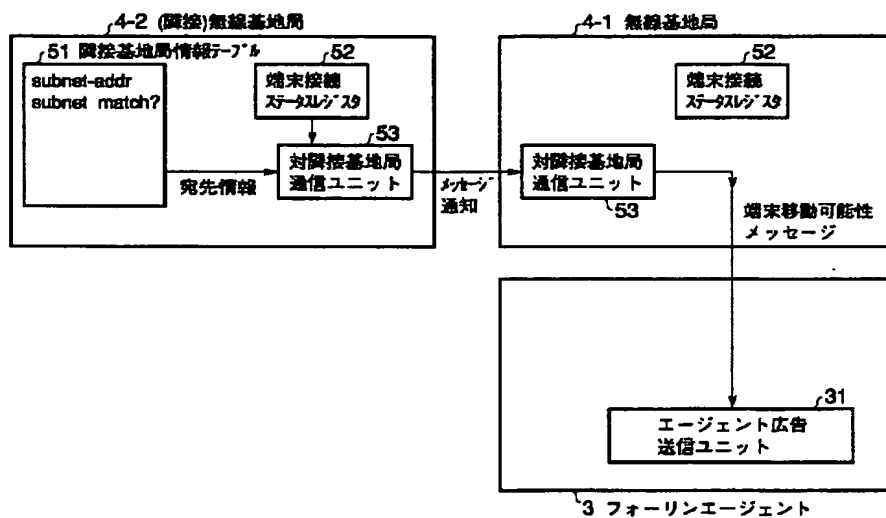 4-2 (隣接)無線基地局
51 隣接基地局情報テーブル
subnet-addr
subnet match?
52
端末接続
ステータスレジスタ
53
対隣接基地局
通信ユニット
宛先情報
メッセージ
通知
4-1 無線基地局
52
端末接続
ステータスレジスタ
対隣接基地局
通信ユニット
53
端末移動可能性
メッセージ
31
エージェント広告
送信ユニット
3 フォーリンエージェント